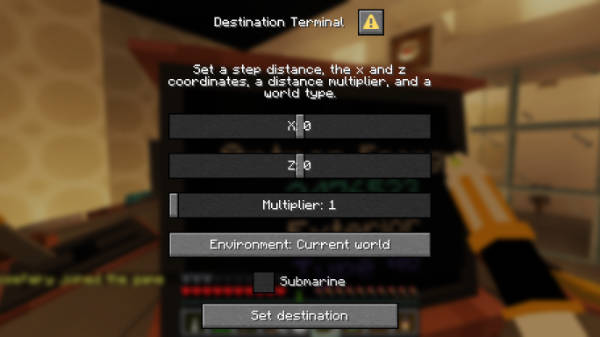 Destination Terminal
Set a step distance, the x and z
coordinates, a distance multiplier, and a
world type.
X: 0
Z: 0
Multiplier: 1
Environment: Current world
Submarine
Set destination